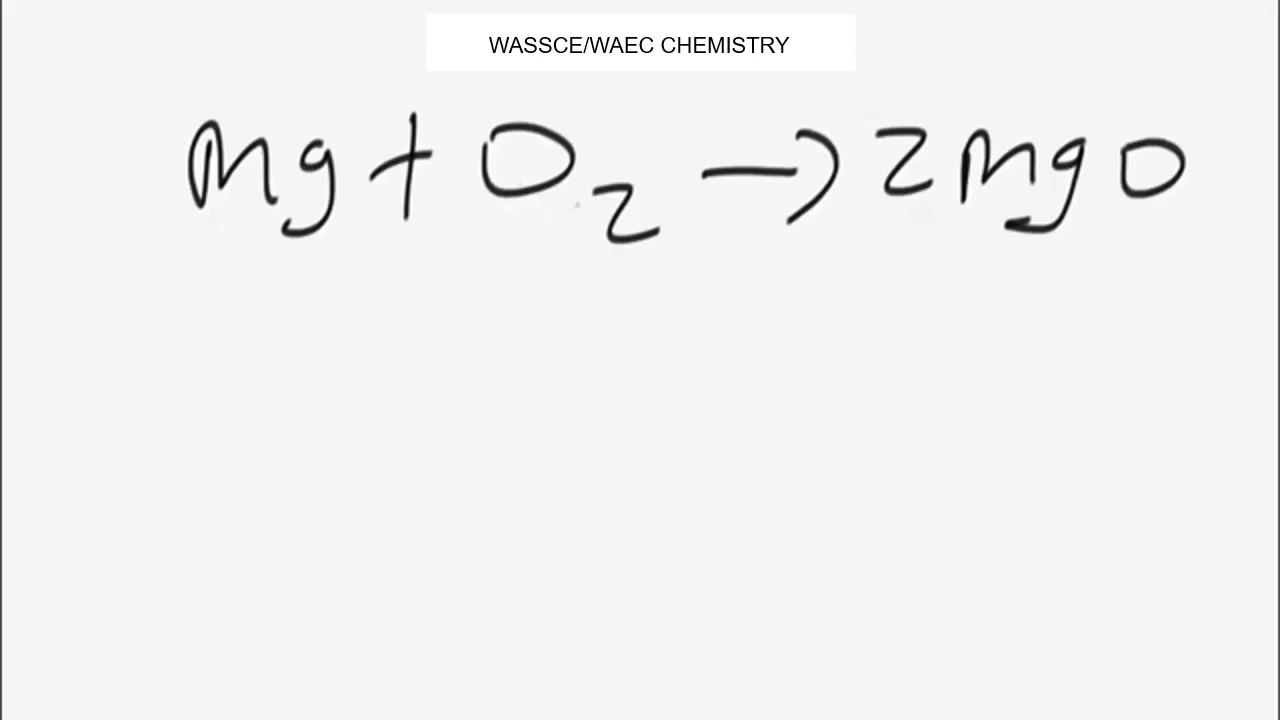 WASSCE/WAEC CHEMISTRY
Mg + O₂ → 2MgO